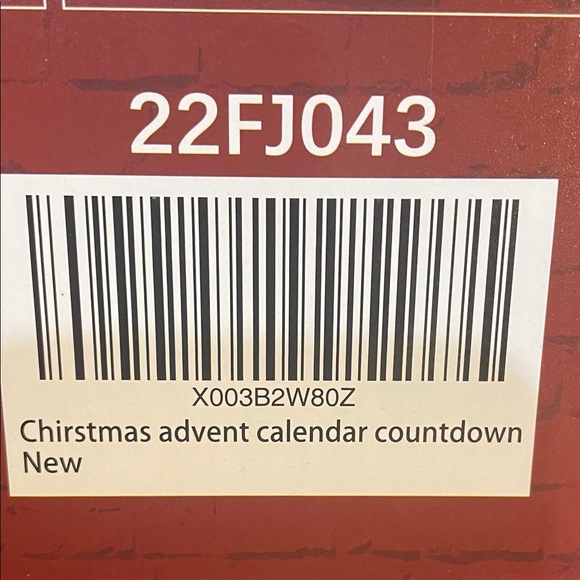 22FJ043
X003B2W80Z
Chirstmas advent calendar countdown
New